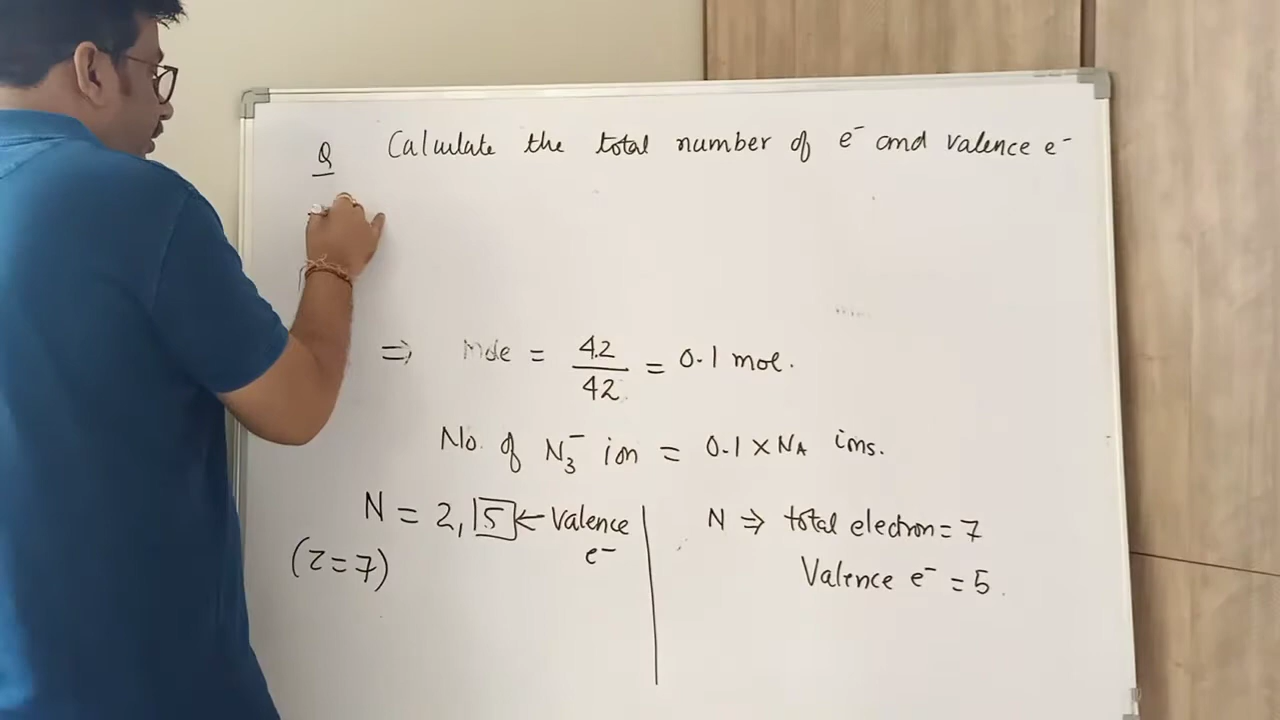 Q Calculate the total number of e⁻ and valence e⁻
⇒ Mole = 4.2/42 = 0.1 mol.
No. of N₃⁻ ion = 0.1 × Nᴀ ions.
N = 2, 5 ← Valence e⁻
(Z=7)
N ⇒ total electron = 7
Valence e⁻ = 5.